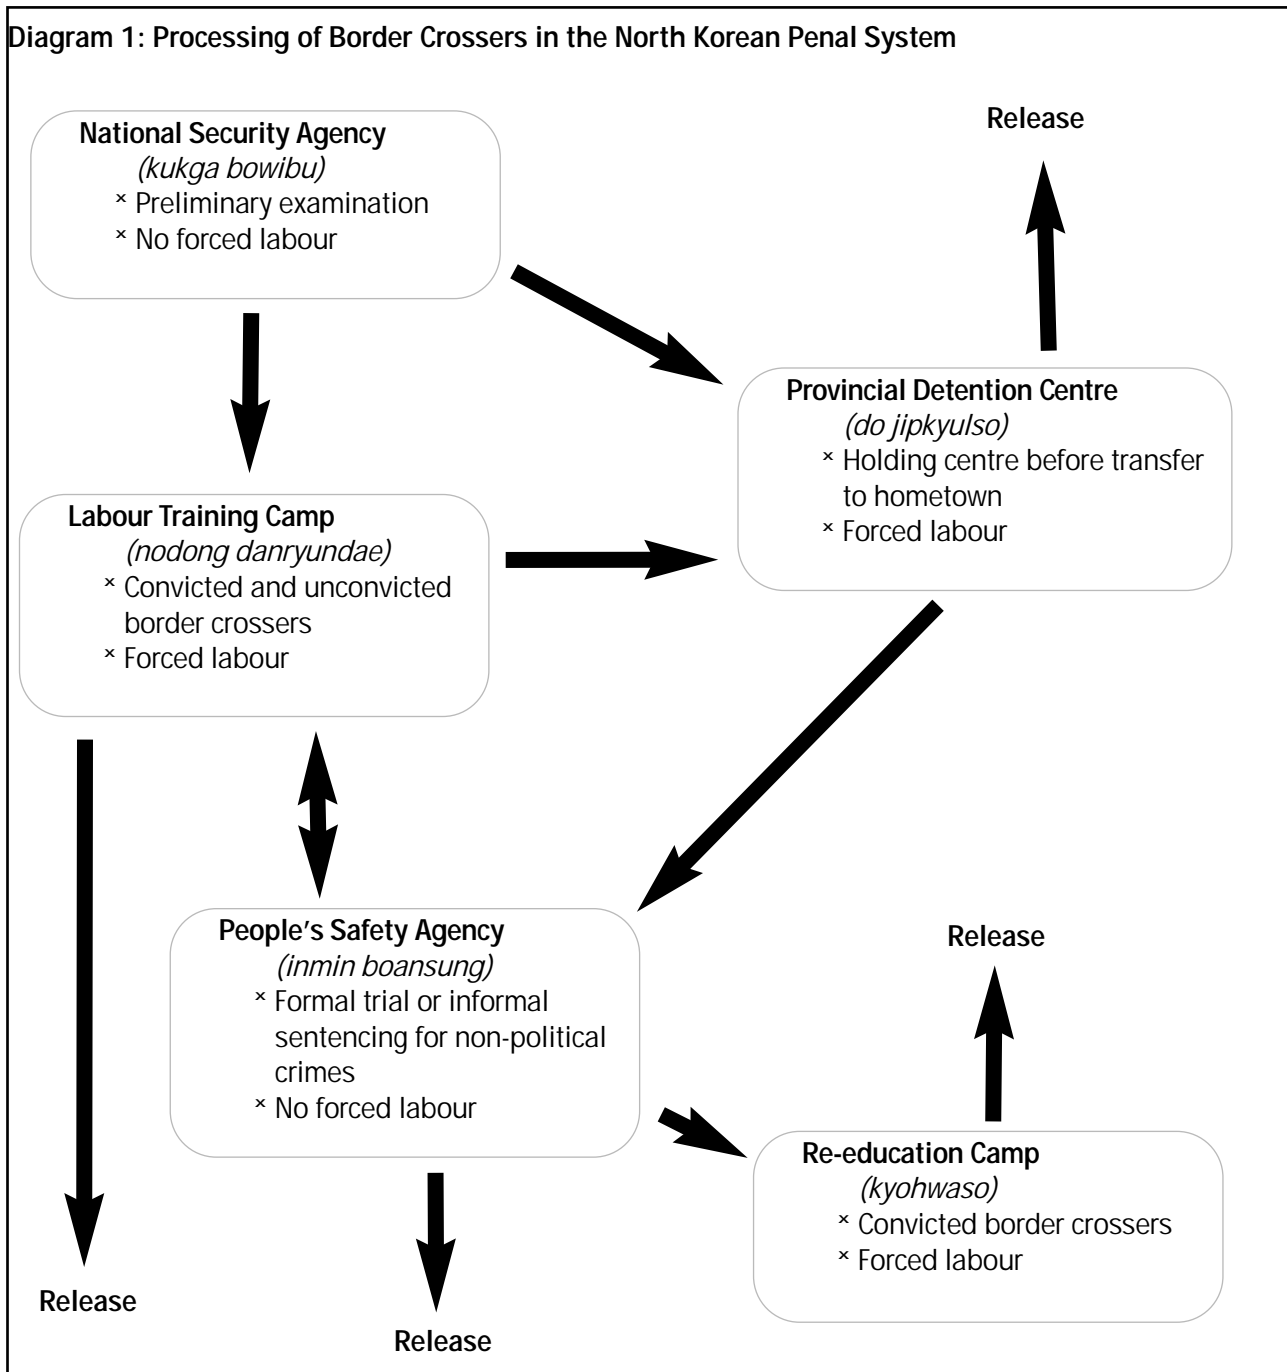 Diagram 1: Processing of Border Crossers in the North Korean Penal System
National Security Agency
(kukga bowibu)
× Preliminary examination
× No forced labour
Release
Provincial Detention Centre
(do jipkyulso)
× Holding centre before transfer
to hometown
× Forced labour
Labour Training Camp
(nodong danryundae)
× Convicted and unconvicted
border crossers
× Forced labour
People's Safety Agency
(inmin boansung)
× Formal trial or informal
sentencing for non-political
crimes
× No forced labour
Release
Re-education Camp
(kyohwaso)
× Convicted border crossers
× Forced labour
Release
Release